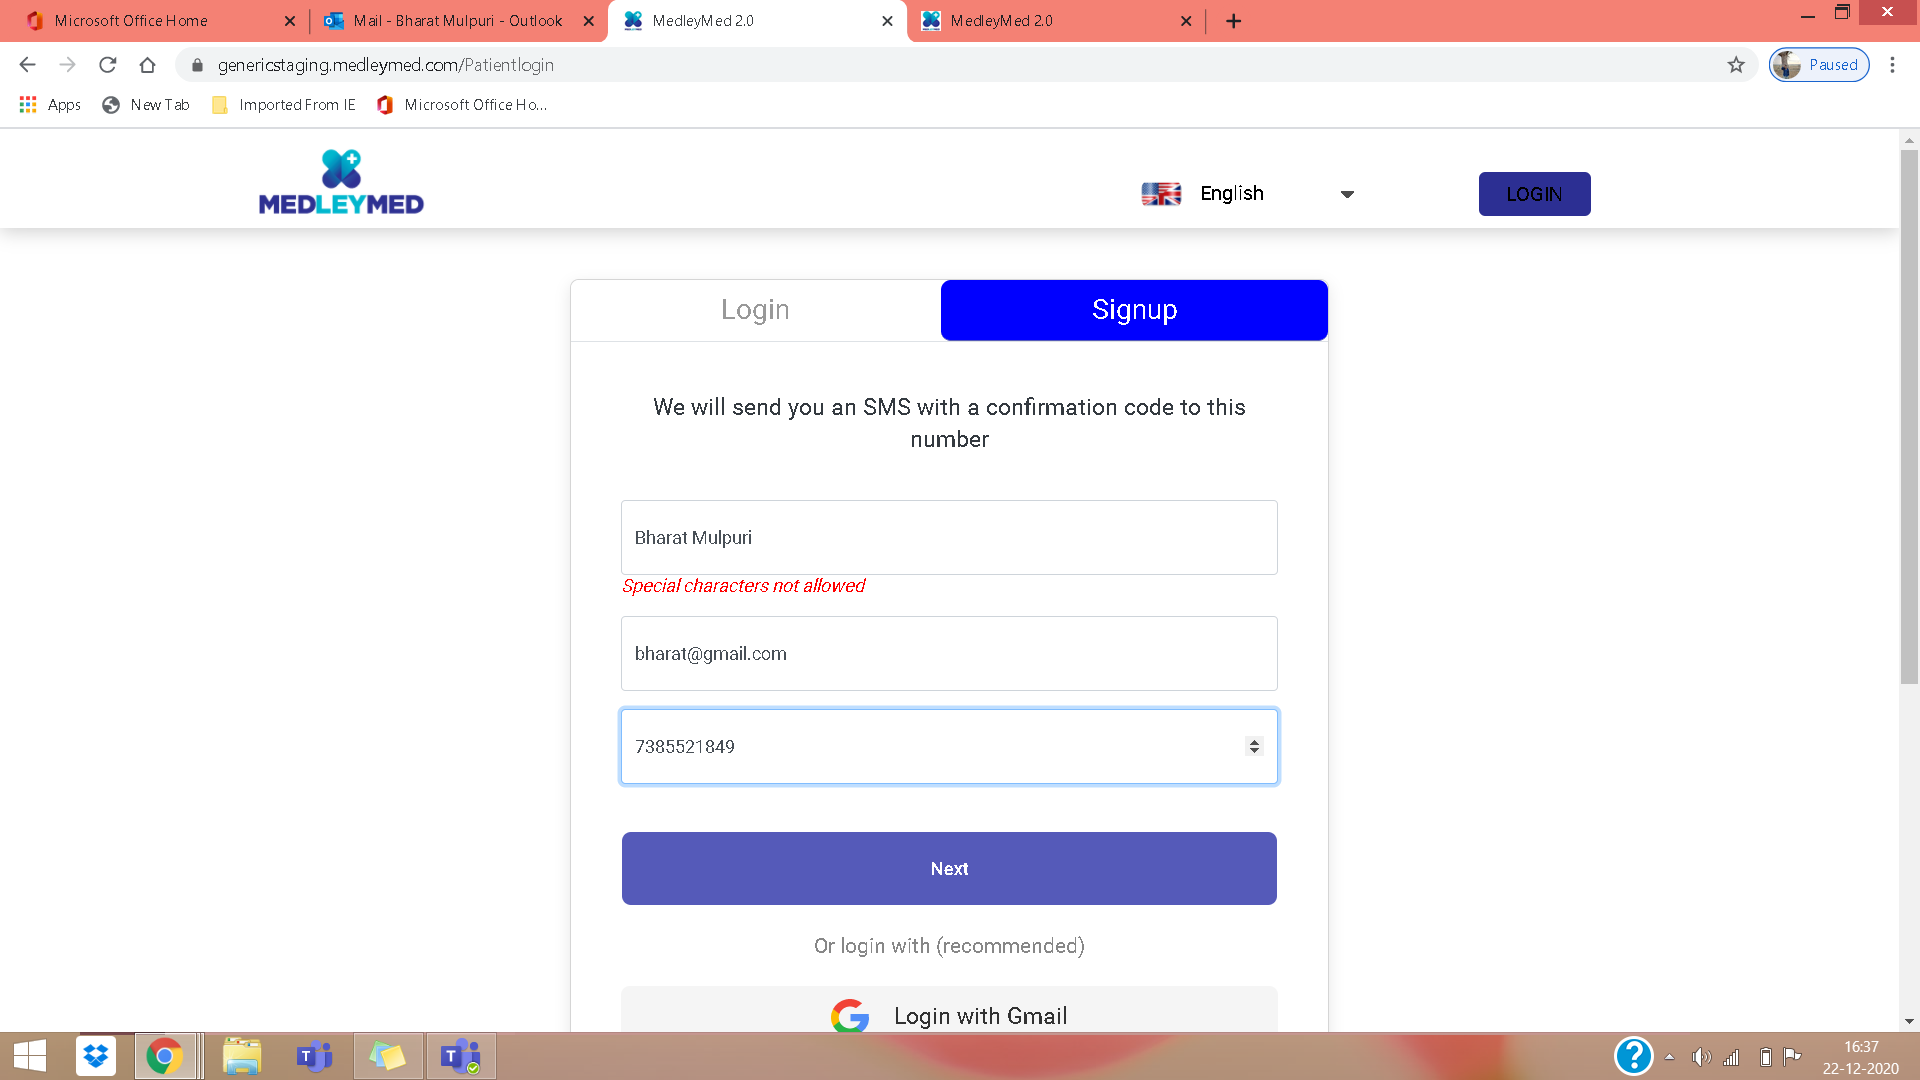 Microsoft Office Home
Mail - Bharat Mulpuri - Outlook
MedleyMed 2.0
MedleyMed 2.0
genericstaging.medleymed.com/Patientlogin
Paused
Apps
New Tab
Imported From IE
Microsoft Office Ho...
MEDLEYMED
English
LOGIN
Login
Signup
We will send you an SMS with a confirmation code to this
number
Bharat Mulpuri
Special characters not allowed
bharat@gmail.com
7385521849
Next
Or login with (recommended)
Login with Gmail
16:37
22-12-2020